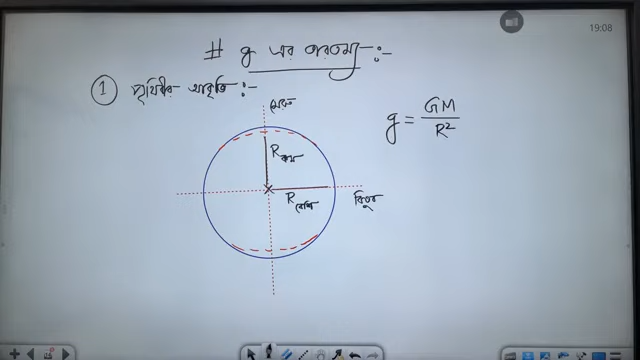 19:08
# g এর তারতম্য :-
① পৃথিবীর আকৃতি :-
মেরু
g = GM/R²
R কম
R বেশি